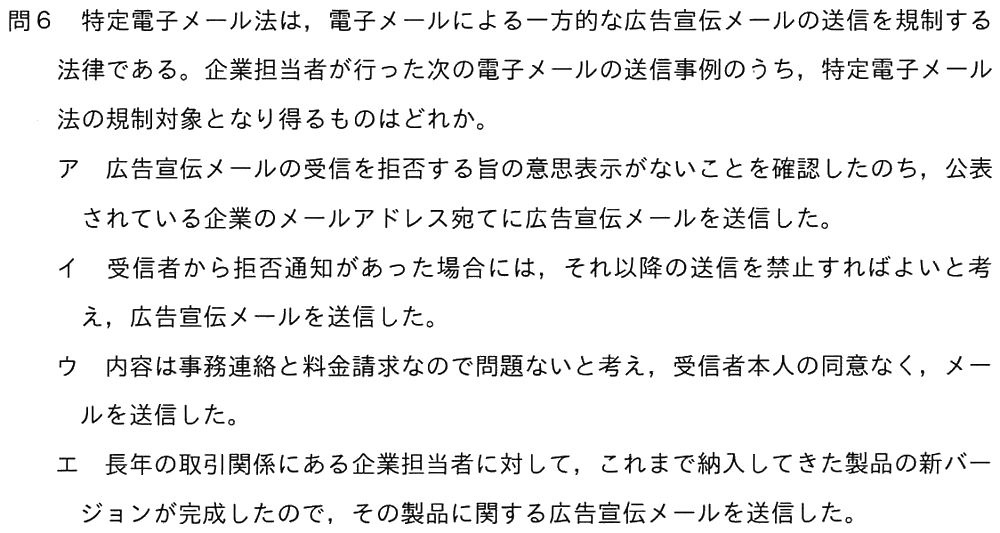 問６　特定電子メール法は，電子メールによる一方的な広告宣伝メールの送信を規制する
法律である。企業担当者が行った次の電子メールの送信事例のうち，特定電子メール
法の規制対象となり得るものはどれか。
ア　広告宣伝メールの受信を拒否する旨の意思表示がないことを確認したのち，公表
されている企業のメールアドレス宛てに広告宣伝メールを送信した。
イ　受信者から拒否通知があった場合には，それ以降の送信を禁止すればよいと考
え，広告宣伝メールを送信した。
ウ　内容は事務連絡と料金請求なので問題ないと考え，受信者本人の同意なく，メー
ルを送信した。
エ　長年の取引関係にある企業担当者に対して，これまで納入してきた製品の新バー
ジョンが完成したので，その製品に関する広告宣伝メールを送信した。